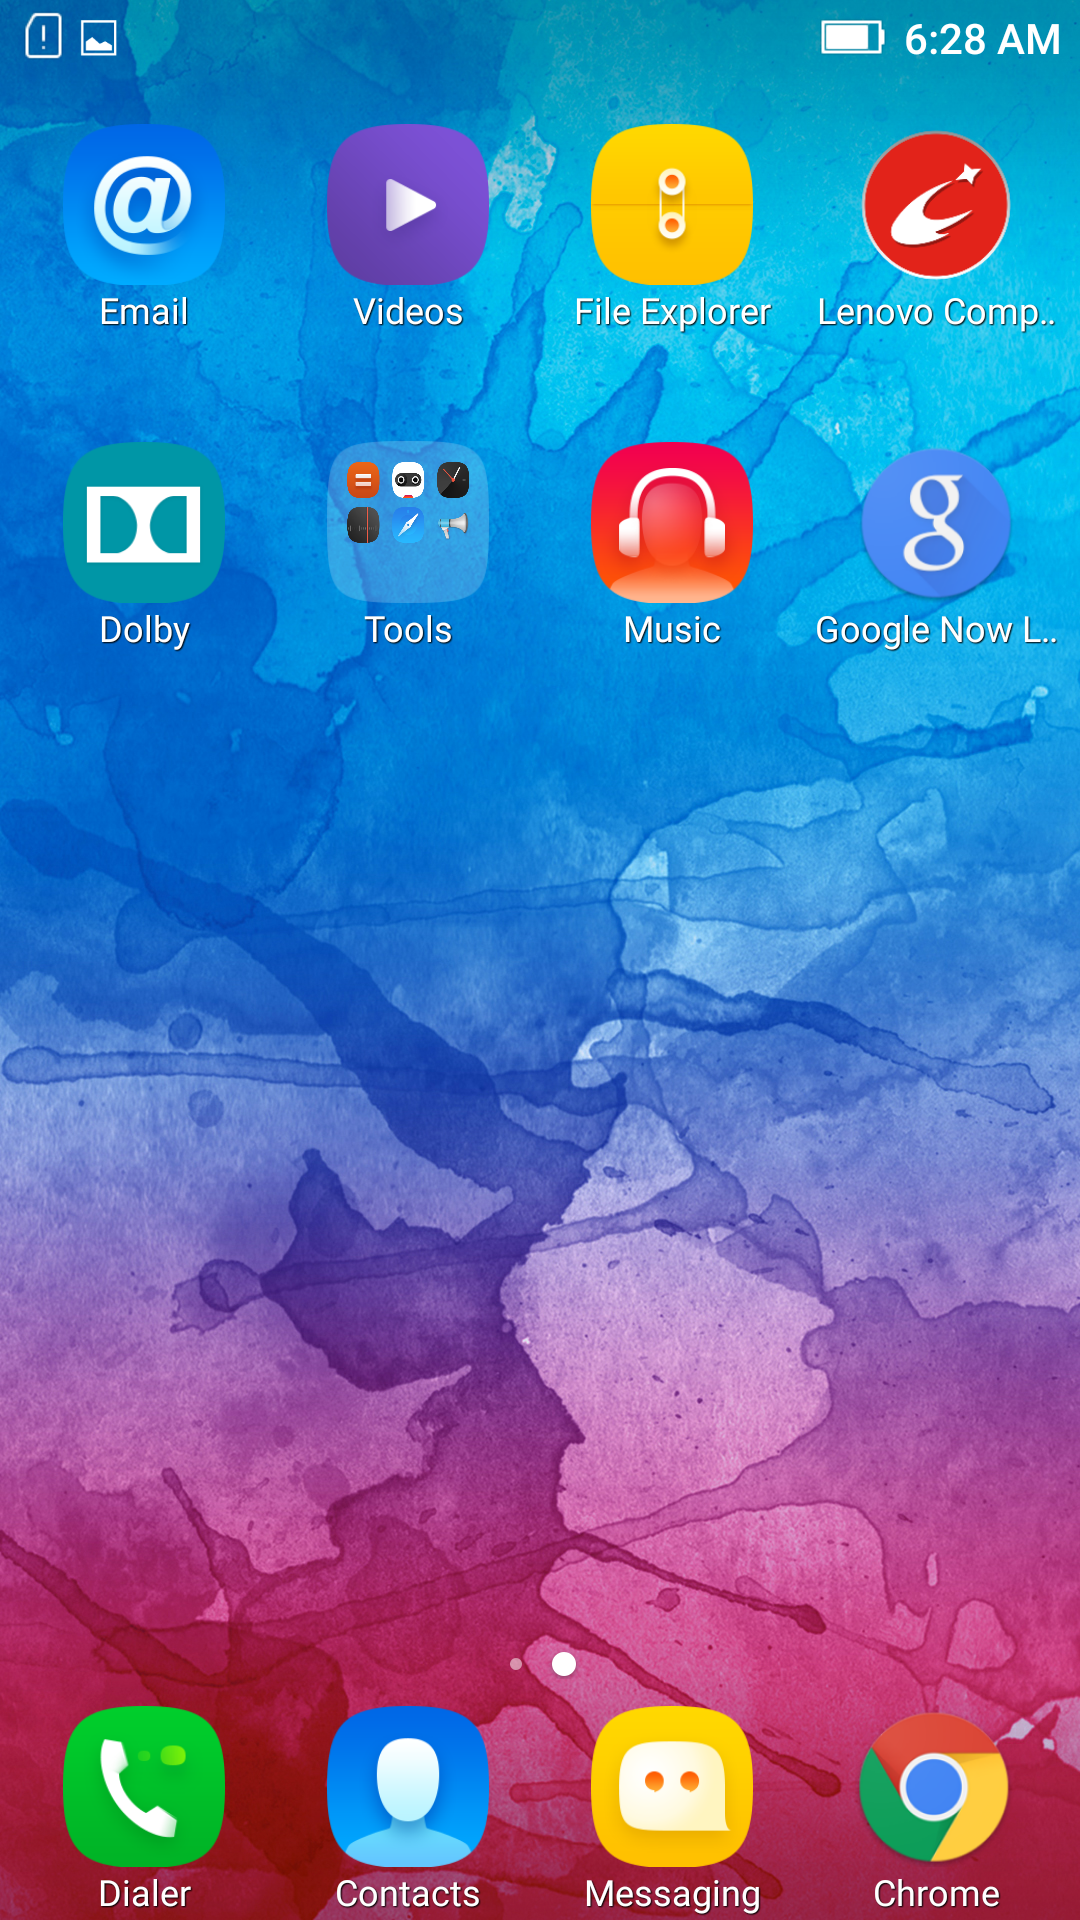 6:28 AM
Email
Videos
File Explorer
Lenovo Comp..
Dolby
Tools
Music
Google Now L..
Dialer
Contacts
Messaging
Chrome